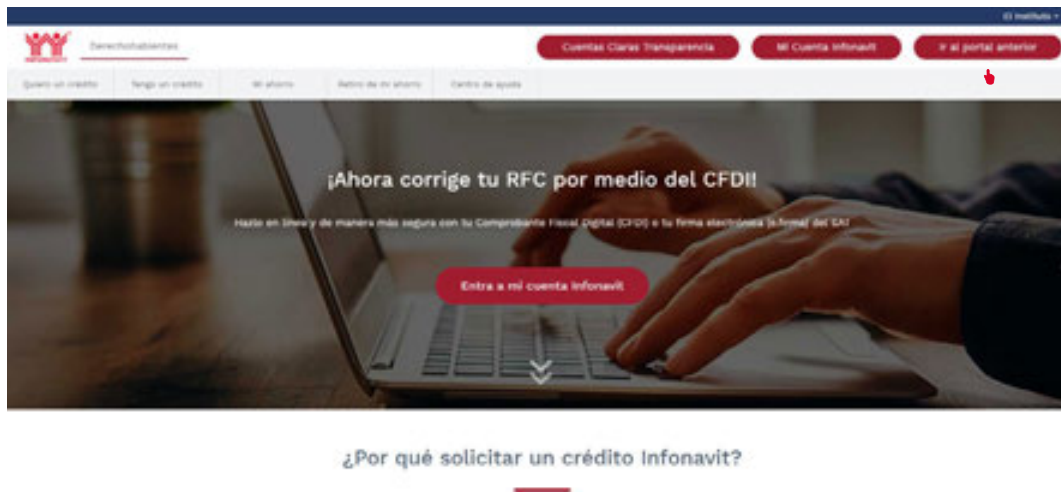 El Instituto
INFONAVIT
Derechohabientes
Cuentas Claras Transparencia
Mi Cuenta Infonavit
Ir al portal anterior
Quiero un crédito
Tengo un crédito
Mi ahorro
Retiro de mi ahorro
Centro de ayuda
¡Ahora corrige tu RFC por medio del CFDI!
Hazlo en línea y de manera más segura con tu Comprobante Fiscal Digital (CFDI) o tu firma electrónica (e.firma) del SAT
Entra a mi cuenta Infonavit
¿Por qué solicitar un crédito Infonavit?